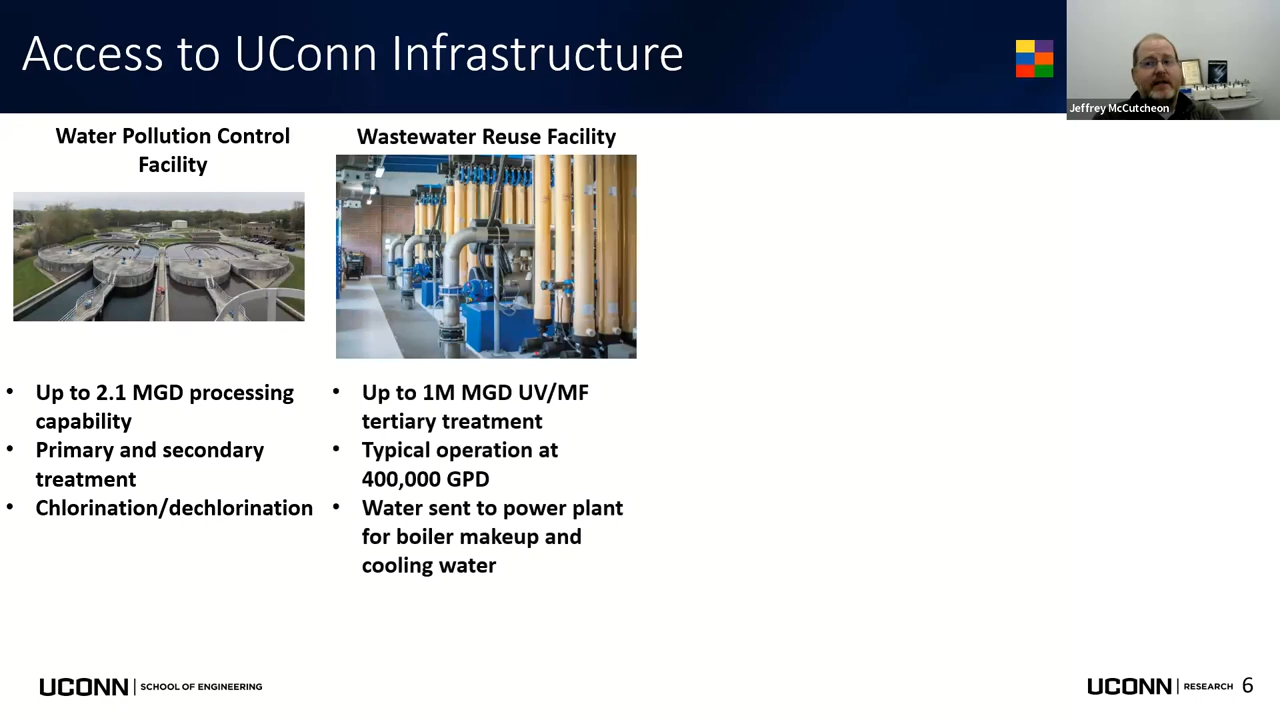 Access to UConn Infrastructure
Jeffrey McCutcheon
Water Pollution Control
Facility
• Up to 2.1 MGD processing
capability
• Primary and secondary
treatment
• Chlorination/dechlorination
Wastewater Reuse Facility
• Up to 1M MGD UV/MF
tertiary treatment
• Typical operation at
400,000 GPD
• Water sent to power plant
for boiler makeup and
cooling water
UCONN | SCHOOL OF ENGINEERING
UCONN | RESEARCH 6